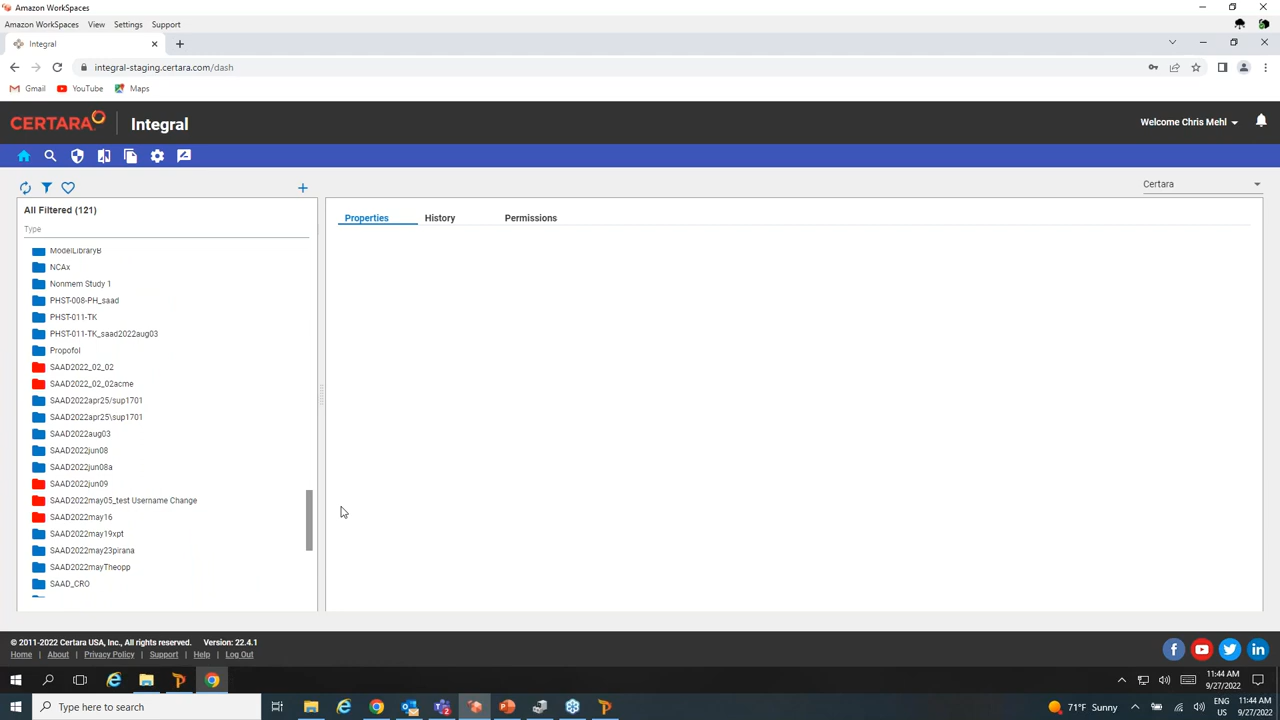 Amazon WorkSpaces
Amazon WorkSpaces View Settings Support
Integral
integral-staging.certara.com/dash
Gmail YouTube Maps
CERTARA Integral
Welcome Chris Mehl
Certara
All Filtered (121)
Type
Properties History Permissions
ModelLibraryB
NCAx
Nonmem Study 1
PHST-008-PH_saad
PHST-011-TK
PHST-011-TK_saad2022aug03
Propofol
SAAD2022_02_02
SAAD2022_02_02acme
SAAD2022apr25/sup1701
SAAD2022apr25\sup1701
SAAD2022aug03
SAAD2022jun08
SAAD2022jun08a
SAAD2022jun09
SAAD2022may05_test Username Change
SAAD2022may16
SAAD2022may19xpt
SAAD2022may23pirana
SAAD2022mayTheopp
SAAD_CRO
© 2011-2022 Certara USA, Inc., All rights reserved. Version: 22.4.1
Home | About | Privacy Policy | Support | Help | Log Out
11:44 AM
9/27/2022
Type here to search
71°F Sunny
ENG
US
11:44 AM
9/27/2022